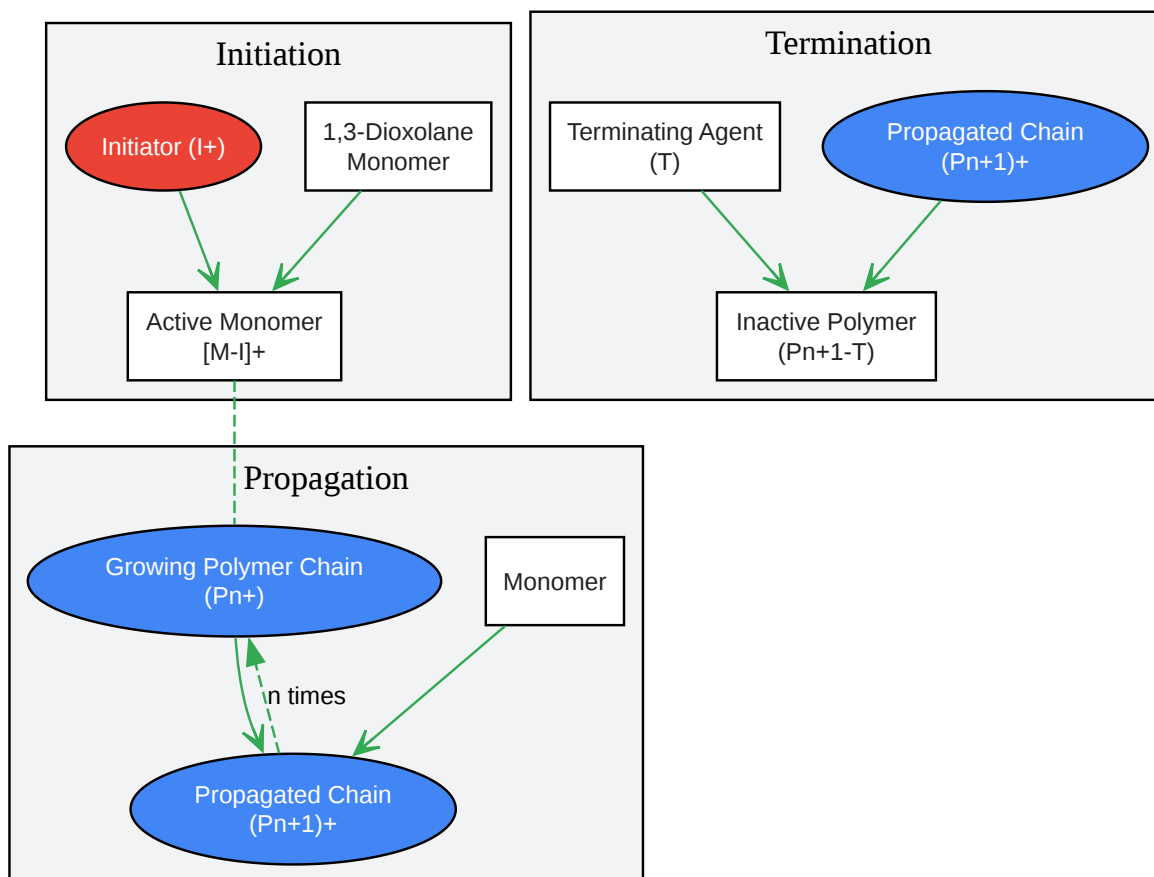 Initiation
Initiator (I+)
1,3-Dioxolane
Monomer
Active Monomer
[M-I]+
Termination
Terminating Agent
(T)
Propagated Chain
(Pn+1)+
Inactive Polymer
(Pn+1-T)
Propagation
Growing Polymer Chain
(Pn+)
Monomer
n times
Propagated Chain
(Pn+1)+